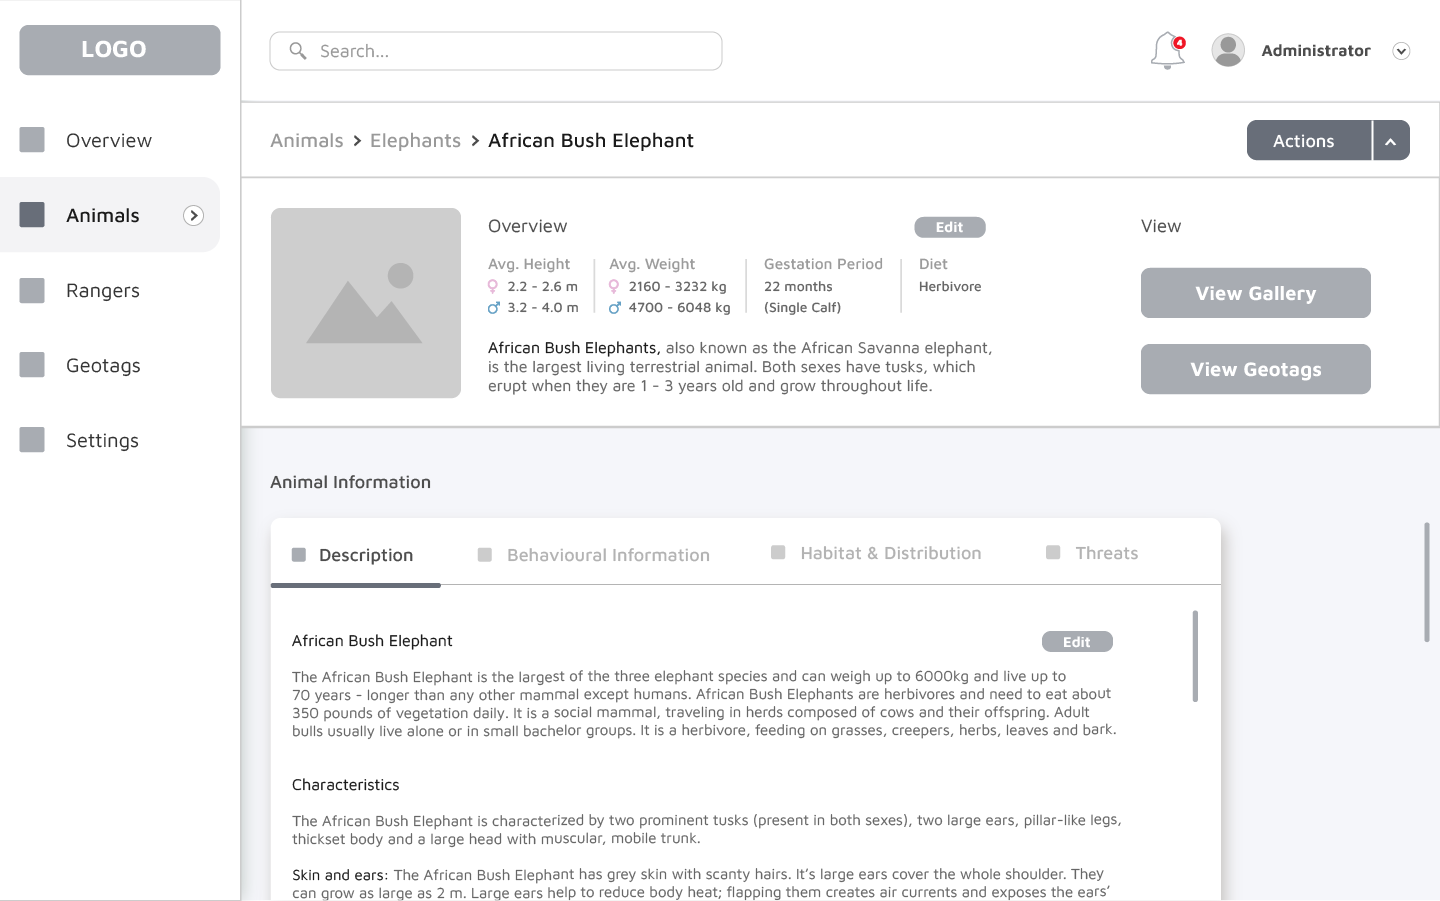 LOGO
Search...
4
Administrator
Overview
Animals
Rangers
Geotags
Settings
Animals > Elephants > African Bush Elephant
Actions
Overview
Edit
View
Avg. Height
2.2 - 2.6 m
3.2 - 4.0 m
Avg. Weight
2160 - 3232 kg
4700 - 6048 kg
Gestation Period
22 months
(Single Calf)
Diet
Herbivore
African Bush Elephants, also known as the African Savanna elephant,
is the largest living terrestrial animal. Both sexes have tusks, which
erupt when they are 1 - 3 years old and grow throughout life.
View Gallery
View Geotags
Animal Information
Description
Behavioural Information
Habitat & Distribution
Threats
African Bush Elephant
Edit
The African Bush Elephant is the largest of the three elephant species and can weigh up to 6000kg and live up to
70 years - longer than any other mammal except humans. African Bush Elephants are herbivores and need to eat about
350 pounds of vegetation daily. It is a social mammal, traveling in herds composed of cows and their offspring. Adult
bulls usually live alone or in small bachelor groups. It is a herbivore, feeding on grasses, creepers, herbs, leaves and bark.
Characteristics
The African Bush Elephant is characterized by two prominent tusks (present in both sexes), two large ears, pillar-like legs,
thickset body and a large head with muscular, mobile trunk.
Skin and ears: The African Bush Elephant has grey skin with scanty hairs. It's large ears cover the whole shoulder. They
can grow as large as 2 m. Large ears help to reduce body heat; flapping them creates air currents and exposes the ears'